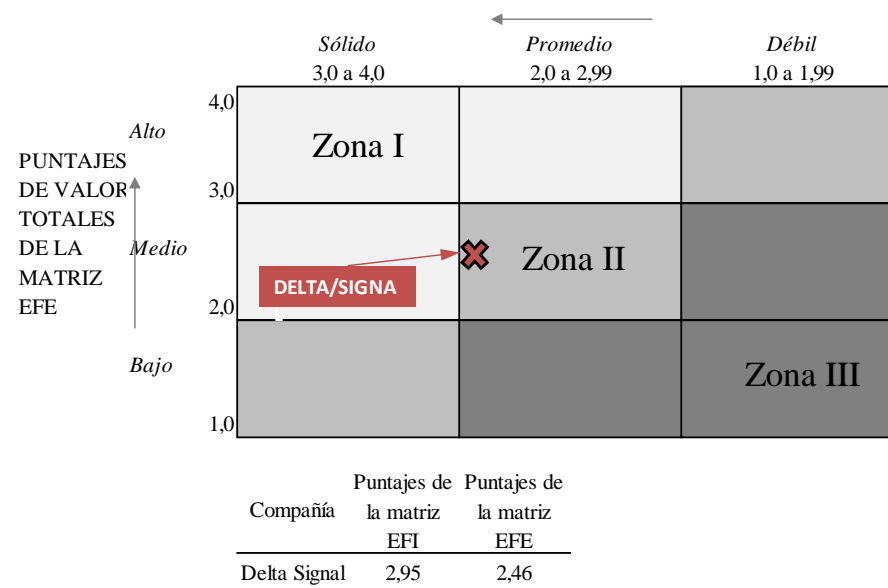 Sólido Promedio Débil
3,0 a 4,0 2,0 a 2,99 1,0 a 1,99
4,0
Alto
Zona I
PUNTAJES
DE VALOR
TOTALES
DE LA
MATRIZ
EFE
3,0
Medio
Zona II
DELTA/SIGNA
2,0
Bajo
Zona III
1,0
Compañía Puntajes de la matriz EFI Puntajes de la matriz EFE
Delta Signal 2,95 2,46